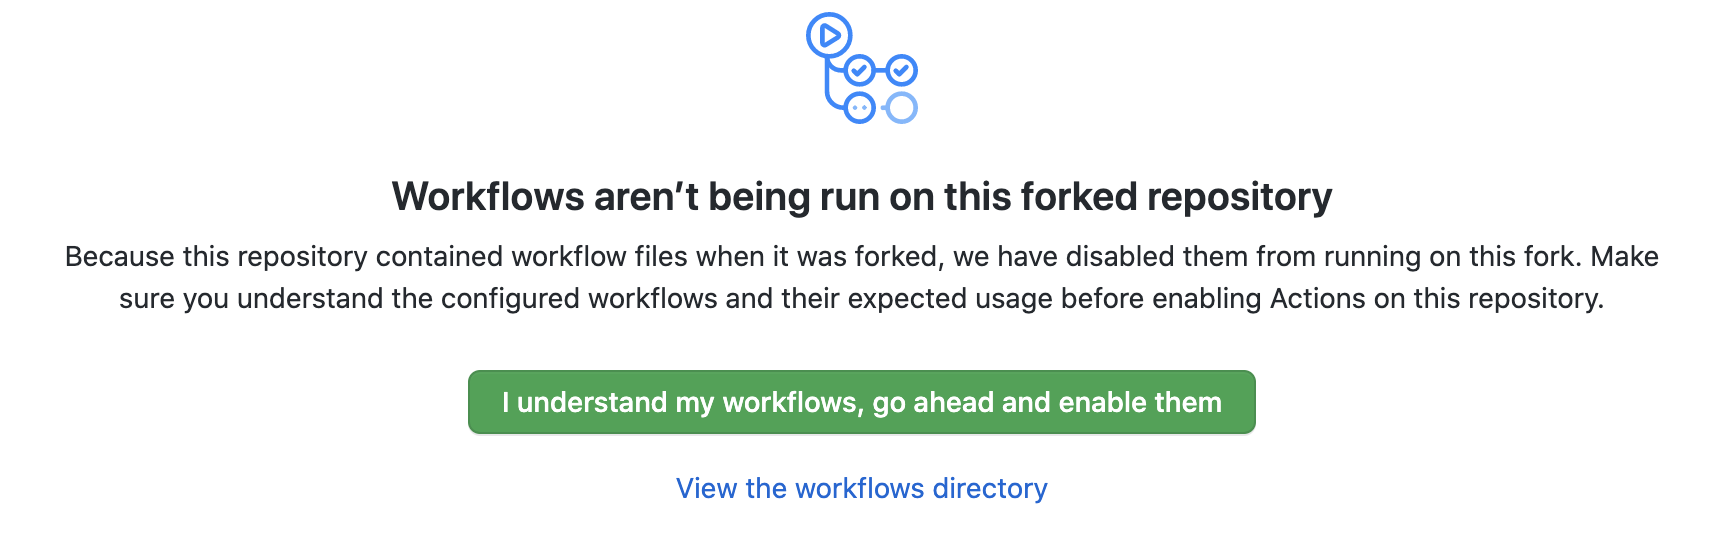 Workflows aren’t being run on this forked repository
Because this repository contained workflow files when it was forked, we have disabled them from running on this fork. Make
sure you understand the configured workflows and their expected usage before enabling Actions on this repository.
I understand my workflows, go ahead and enable them
View the workflows directory